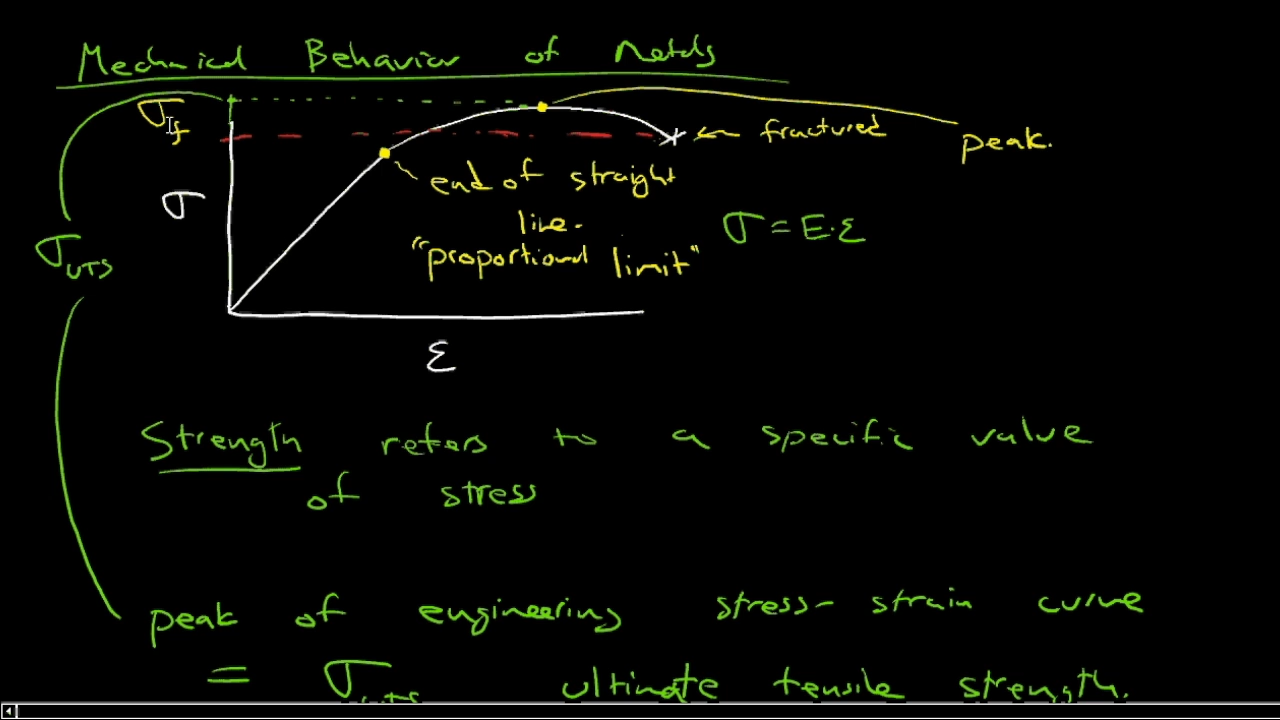 Mechanical Behavior of Metals
σf
← fractured
peak.
end of straight
line.
"proportional limit"
σ
σ = E·ε
σUTS
ε
Strength refers to a specific value
of stress
peak of engineering stress-strain curve
= σUTS ultimate tensile strength.